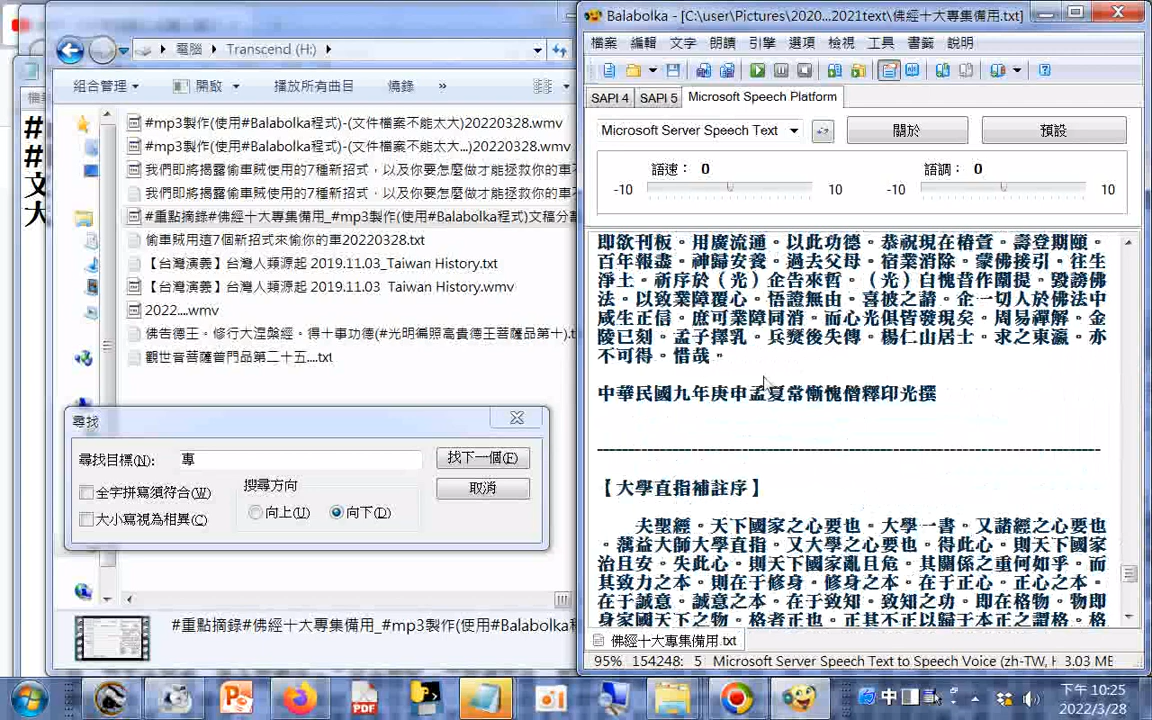 Balabolka - [C:\user\Pictures\2020...2021text\佛經十大專集備用.txt]
電腦 ▸ Transcend (H:) ▸
組合管理 ▾ 開啟 ▾ 播放所有曲目 燒錄 »
#mp3製作(使用#Balabolka程式)-(文件檔案不能太大)20220328.wmv
#mp3製作(使用#Balabolka程式)-(文件檔案不能太大...)20220328.wmv
我們即將揭露偷車賊使用的7種新招式，以及你要怎麼做才能拯救你的車
我們即將揭露偷車賊使用的7種新招式，以及你要怎麼做才能拯救你的車
#重點摘錄#佛經十大專集備用_#mp3製作(使用#Balabolka程式)文稿分
偷車賊用這7個新招式來偷你的車20220328.txt
【台灣演義】台灣人類源起 2019.11.03_Taiwan History.txt
【台灣演義】台灣人類源起 2019.11.03 Taiwan History.wmv
2022....wmv
佛告德王。修行大涅槃經。得十事功德(#光明徧照高貴德王菩薩品第十).t
觀世音菩薩普門品第二十五....txt
#
#
文
大
尋找
尋找目標(N): 專
找下一個(F)
全字拼寫須符合(W)
大小寫視為相異(C)
搜尋方向
向上(U) 向下(D)
取消
#重點摘錄#佛經十大專集備用_#mp3製作(使用#Balabolka
檔案 編輯 文字 朗讀 引擎 選項 檢視 工具 書籤 說明
SAPI 4 SAPI 5 Microsoft Speech Platform
Microsoft Server Speech Text 關於 預設
語速： 0 語調： 0
-10 10 -10 10
即欲刊板。用廣流通。以此功德。恭祝現在椿萱。壽登期頤。
百年報盡。神歸安養。過去父母。宿業消除。蒙佛接引。往生
淨土。祈序於（光）企告來哲。（光）自愧昔作闡提。毀謗佛
法。以致業障覆心。悟證無由。喜彼之請。企一切人於佛法中
咸生正信。庶可業障同消。而心光俱皆發現矣。周易禪解。金
陵已刻。孟子擇乳。兵燹後失傳。楊仁山居士。求之東瀛。亦
不可得。惜哉。
中華民國九年庚申孟夏常慚愧僧釋印光撰
【大學直指補註序】
夫聖經。天下國家之心要也。大學一書。又諸經之心要也
。蕅益大師大學直指。又大學之心要也。得此心。則天下國家
治且安。失此心。則天下國家亂且危。其關係之重何如乎。而
其致力之本。則在于修身。修身之本。在于正心。正心之本。
在于誠意。誠意之本。在于致知。致知之功。即在格物。物即
身家國天下之物。格者正也。正其不正以歸于本正之謂格。格
佛經十大專集備用.txt
95% 154248: 5 Microsoft Server Speech Text to Speech Voice (zh-TW, H 3.03 ME
中
下午 10:25
2022/3/28